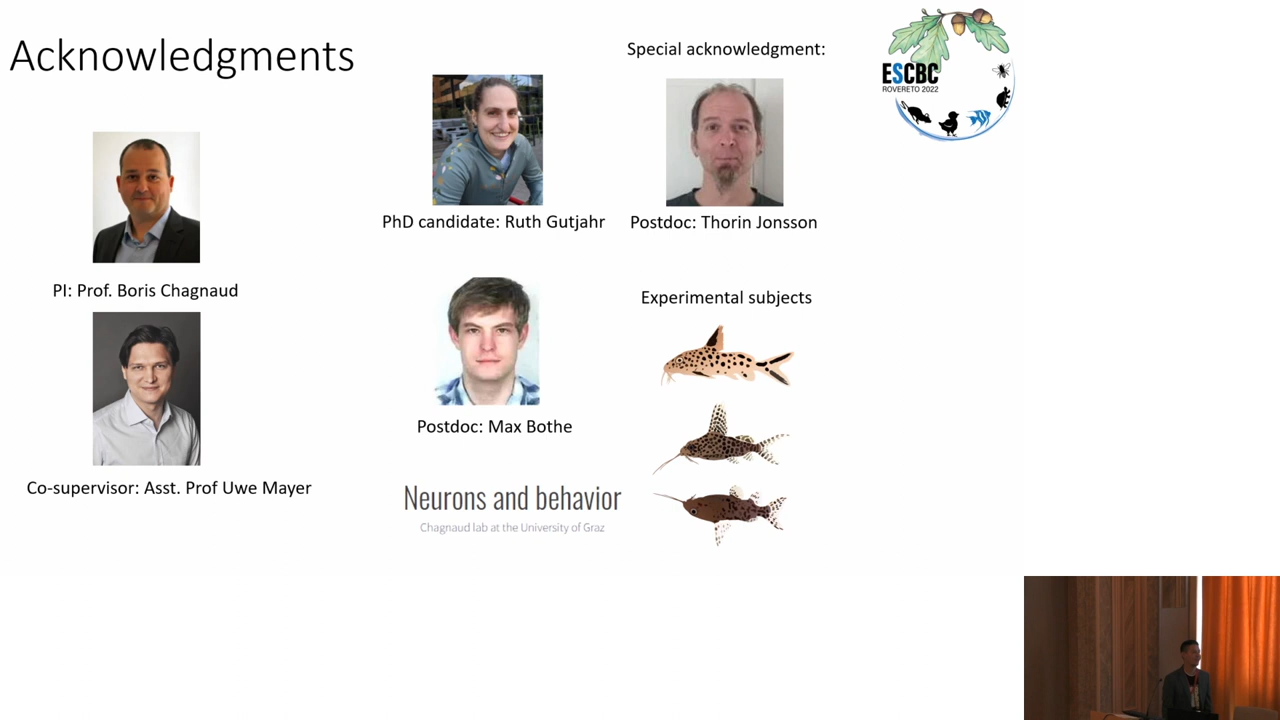 Acknowledgments
PI: Prof. Boris Chagnaud
Co-supervisor: Asst. Prof Uwe Mayer
PhD candidate: Ruth Gutjahr
Postdoc: Max Bothe
Neurons and behavior
Chagnaud lab at the University of Graz
Special acknowledgment:
Postdoc: Thorin Jonsson
Experimental subjects
ESCBC
ROVERETO 2022